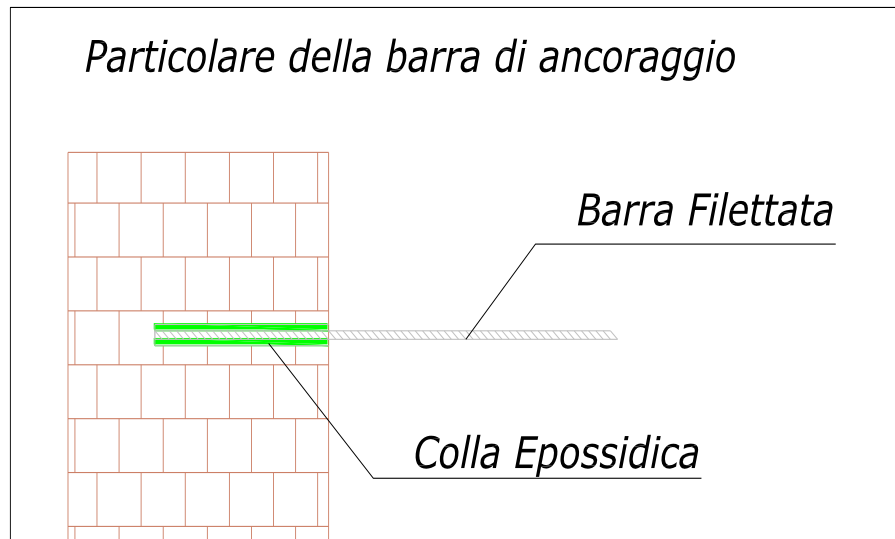 Particolare della barra di ancoraggio
Barra Filettata
Colla Epossidica